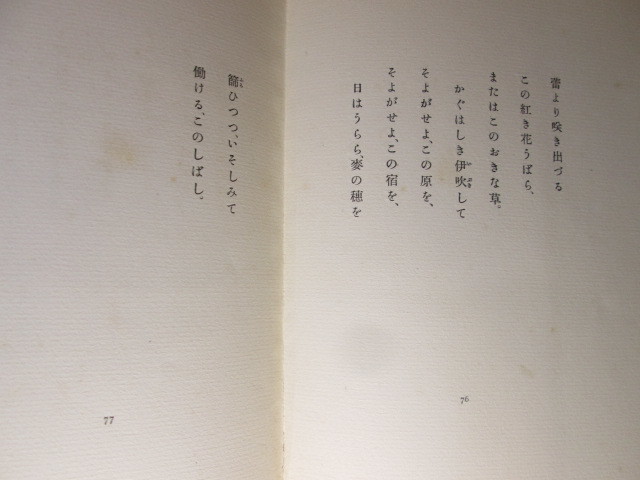 蕾より咲き出づる
この紅き花うばら、
またはこのおきな草。
かぐはしき伊吹して
そよがせよ、この原を、
そよがせよ、この宿を、
日はうらら、麥の穗を
76
篩ひつつ、いそしみて
働ける、このしばし。
77